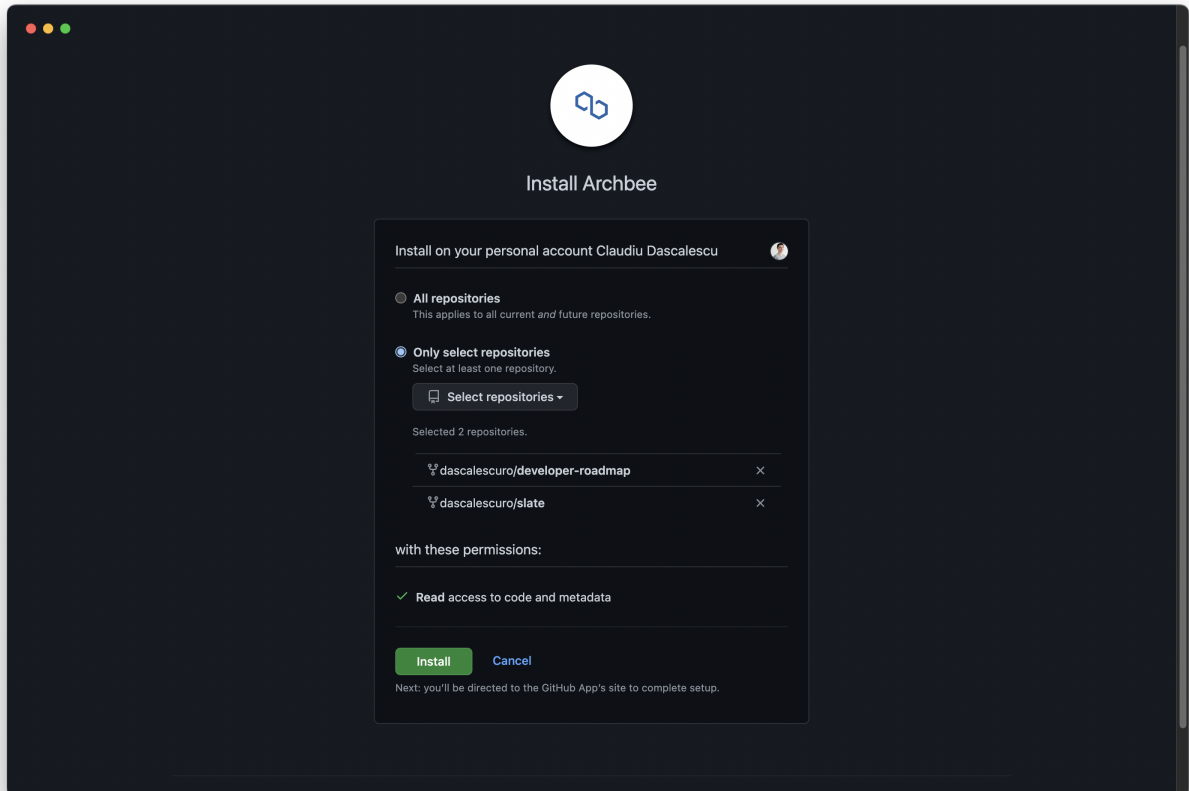 Install Archbee
Install on your personal account Claudiu Dascalescu
All repositories
This applies to all current and future repositories.
Only select repositories
Select at least one repository.
Select repositories
Selected 2 repositories.
dascalescuro/developer-roadmap
dascalescuro/slate
with these permissions:
Read access to code and metadata
Install Cancel
Next: you'll be directed to the GitHub App's site to complete setup.